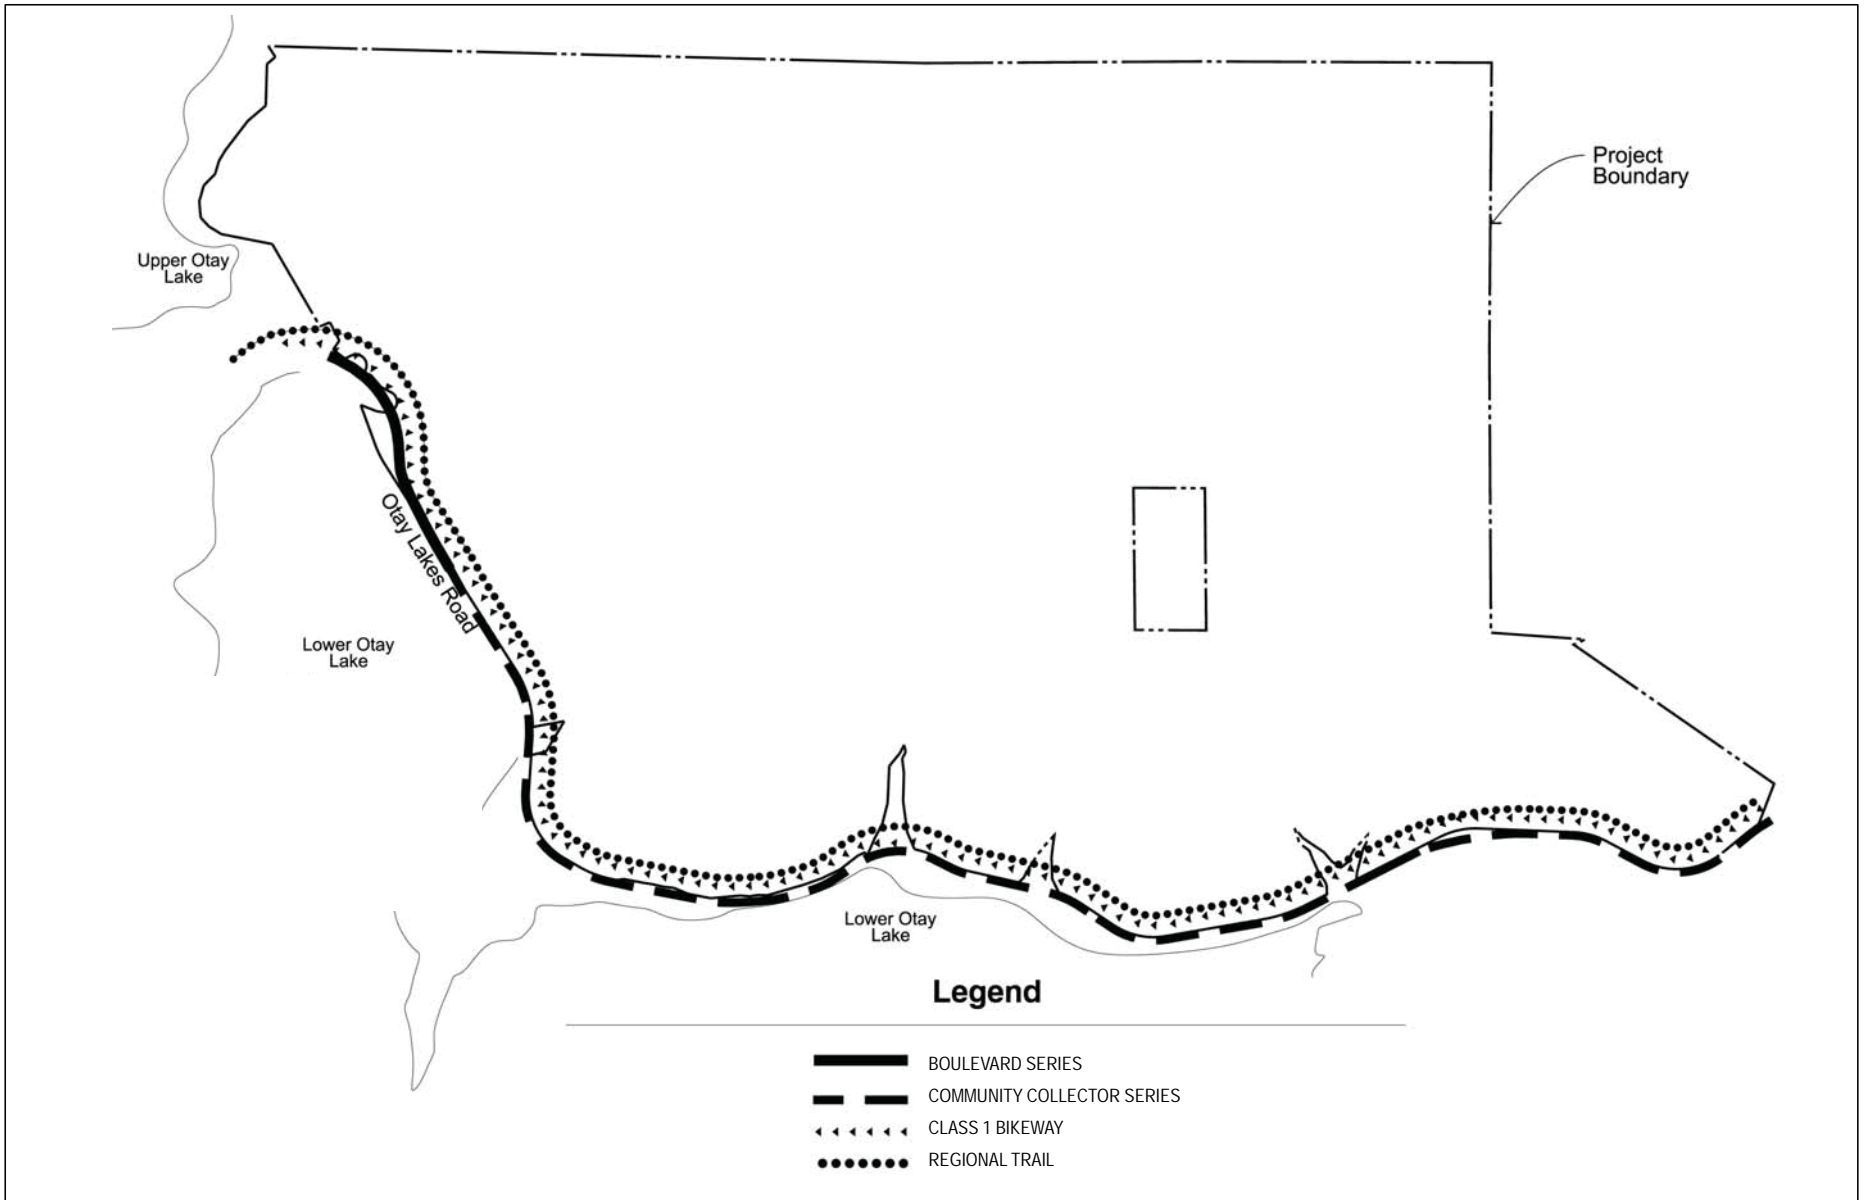 Project
Boundary
Upper Otay
Lake
Otay Lakes Road
Lower Otay
Lake
Lower Otay
Lake
Legend
BOULEVARD SERIES
COMMUNITY COLLECTOR SERIES
CLASS 1 BIKEWAY
REGIONAL TRAIL